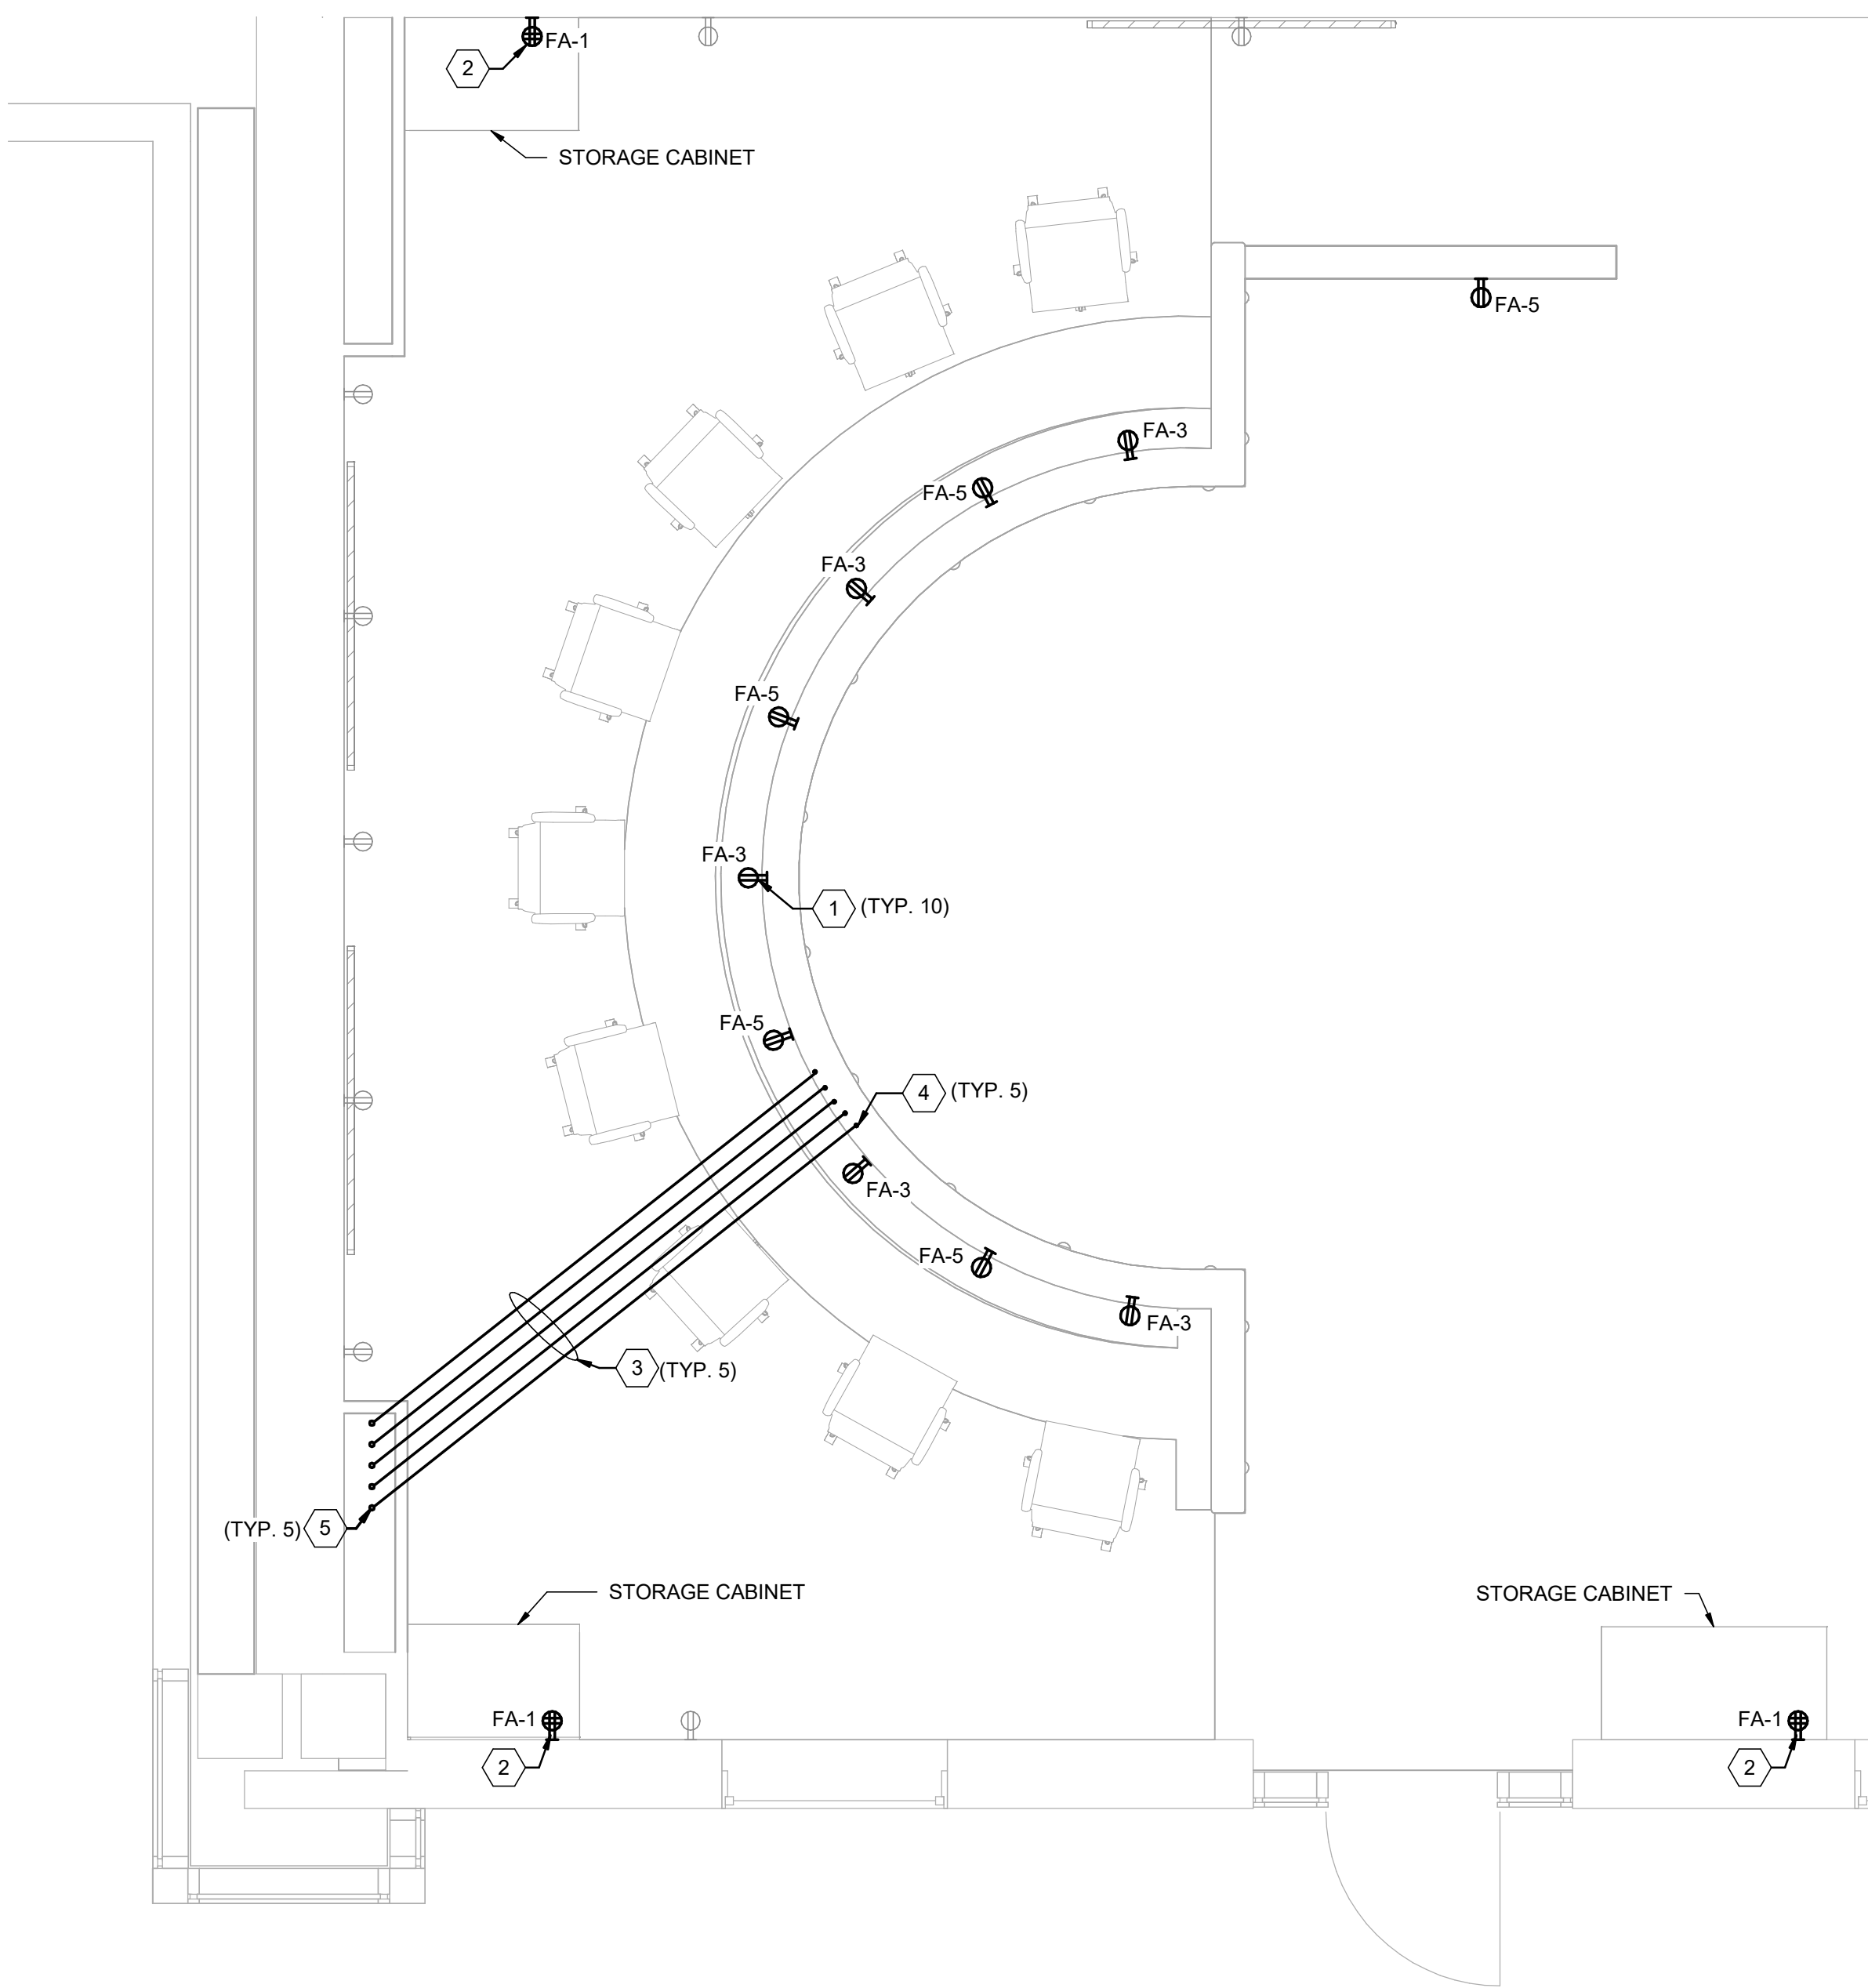 FA-1
2
STORAGE CABINET
FA-5
FA-3
FA-5
FA-3
FA-5
FA-3
1 (TYP. 10)
FA-5
4 (TYP. 5)
FA-3
FA-5
FA-3
3 (TYP. 5)
(TYP. 5) 5
STORAGE CABINET
STORAGE CABINET
FA-1
FA-1
2
2